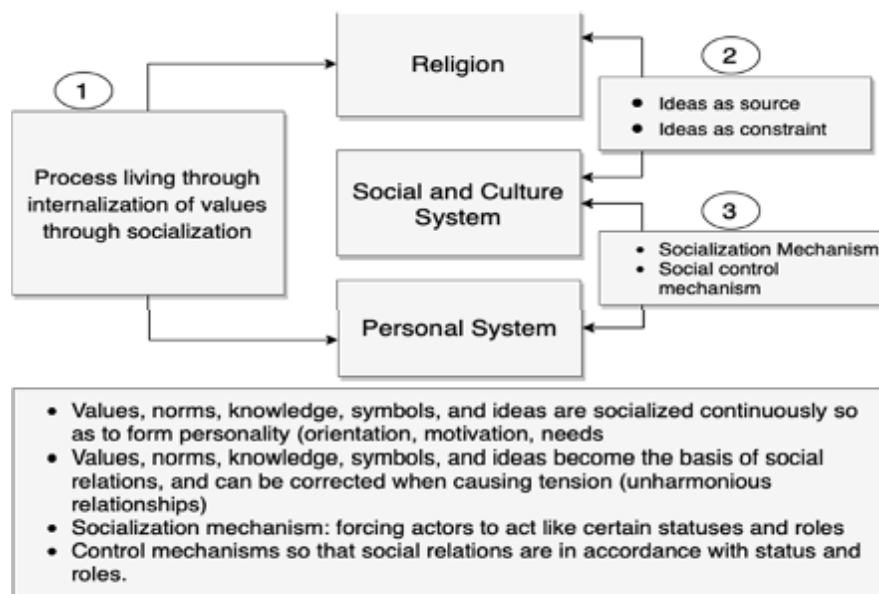 Religion
2
1
• Ideas as source
• Ideas as constraint
Process living through
internalization of values
through socialization
Social and Culture
System
3
• Socialization Mechanism
• Social control
mechanism
Personal System
• Values, norms, knowledge, symbols, and ideas are socialized continuously so
as to form personality (orientation, motivation, needs
• Values, norms, knowledge, symbols, and ideas become the basis of social
relations, and can be corrected when causing tension (unharmonious
relationships)
• Socialization mechanism: forcing actors to act like certain statuses and roles
• Control mechanisms so that social relations are in accordance with status and
roles.